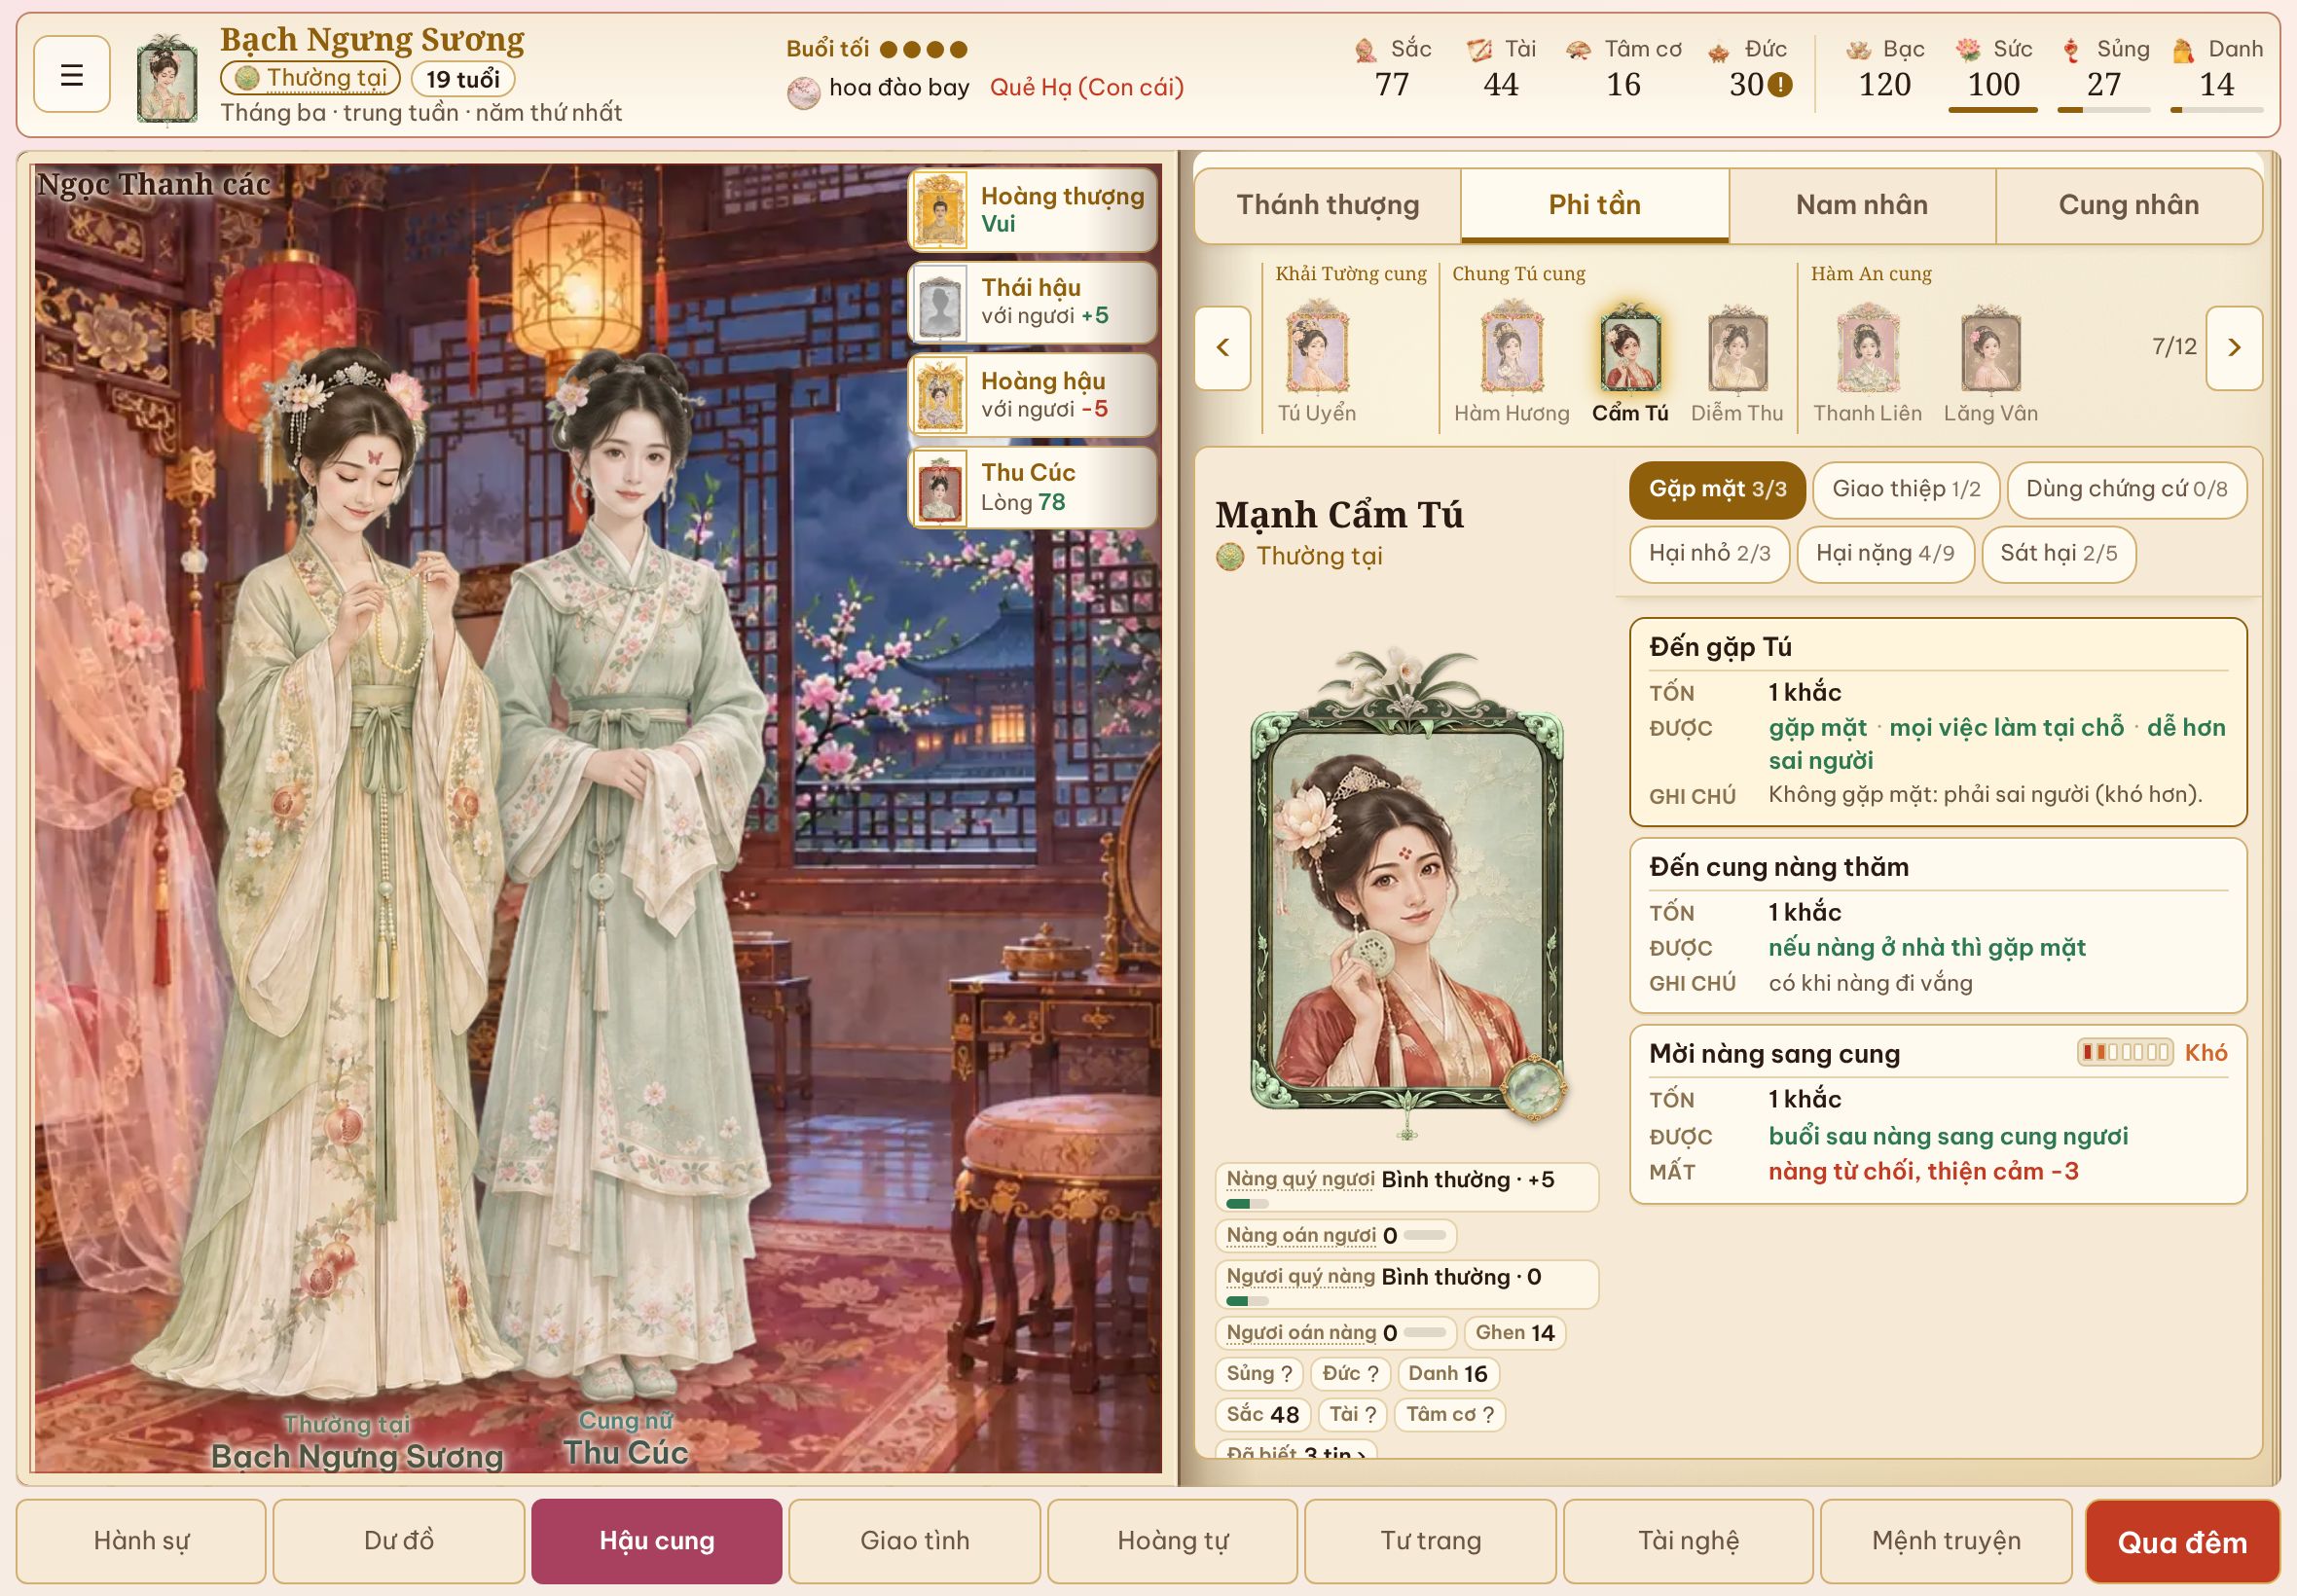 Bạch Ngưng Sương
Thường tại
19 tuổi
Tháng ba · trung tuần · năm thứ nhất
Buổi tối
hoa đào bay
Quẻ Hạ (Con cái)
Sắc
77
Tài
44
Tâm cơ
16
Đức
30!
Bạc
120
Sức
100
Sủng
27
Danh
14
Ngọc Thanh các
Hoàng thượng
Vui
Thái hậu
với ngươi +5
Hoàng hậu
với ngươi -5
Thu Cúc
Lòng 78
Thường tại
Bạch Ngưng Sương
Cung nữ
Thu Cúc
Thánh thượng
Phi tần
Nam nhân
Cung nhân
Khải Tường cung
Chung Tú cung
Hàm An cung
Tú Uyển
Hàm Hương
Cẩm Tú
Diễm Thu
Thanh Liên
Lăng Vân
7/12
Mạnh Cẩm Tú
Thường tại
Nàng quý ngươi Bình thường · +5
Nàng oán ngươi 0
Ngươi quý nàng Bình thường · 0
Ngươi oán nàng 0
Ghen 14
Sủng ?
Đức ?
Danh 16
Sắc 48
Tài ?
Tâm cơ ?
Đã biết 3 tin ›
Gặp mặt 3/3
Giao thiệp 1/2
Dùng chứng cứ 0/8
Hại nhỏ 2/3
Hại nặng 4/9
Sát hại 2/5
Đến gặp Tú
TỐN 1 khắc
ĐƯỢC gặp mặt · mọi việc làm tại chỗ · dễ hơn
sai người
GHI CHÚ Không gặp mặt: phải sai người (khó hơn).
Đến cung nàng thăm
TỐN 1 khắc
ĐƯỢC nếu nàng ở nhà thì gặp mặt
GHI CHÚ có khi nàng đi vắng
Mời nàng sang cung
Khó
TỐN 1 khắc
ĐƯỢC buổi sau nàng sang cung ngươi
MẤT nàng từ chối, thiện cảm -3
Hành sự
Dư đồ
Hậu cung
Giao tình
Hoàng tự
Tư trang
Tài nghệ
Mệnh truyện
Qua đêm